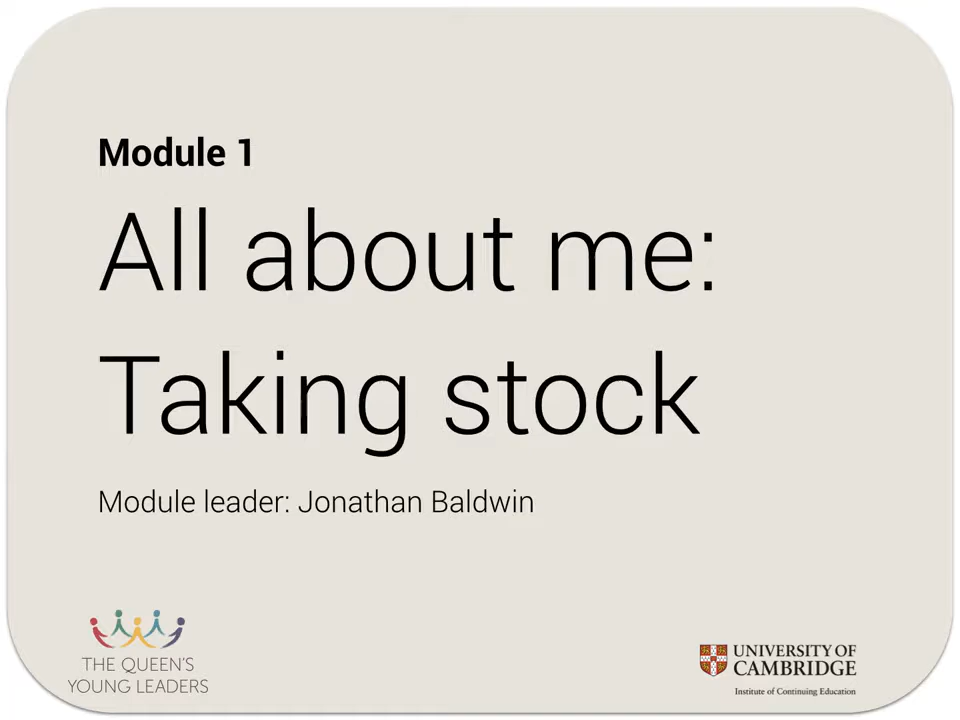 Module 1
All about me:
Taking stock
Module leader: Jonathan Baldwin
THE QUEEN'S
YOUNG LEADERS
UNIVERSITY OF
CAMBRIDGE
Institute of Continuing Education